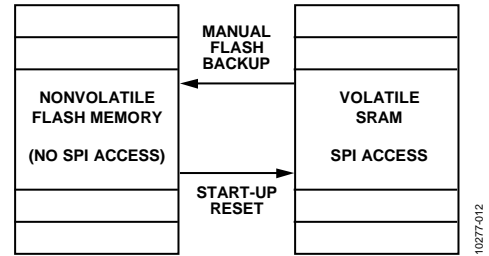 MANUAL
FLASH
BACKUP
NONVOLATILE
FLASH MEMORY
(NO SPI ACCESS)
VOLATILE
SRAM
SPI ACCESS
START-UP
RESET
10277-012